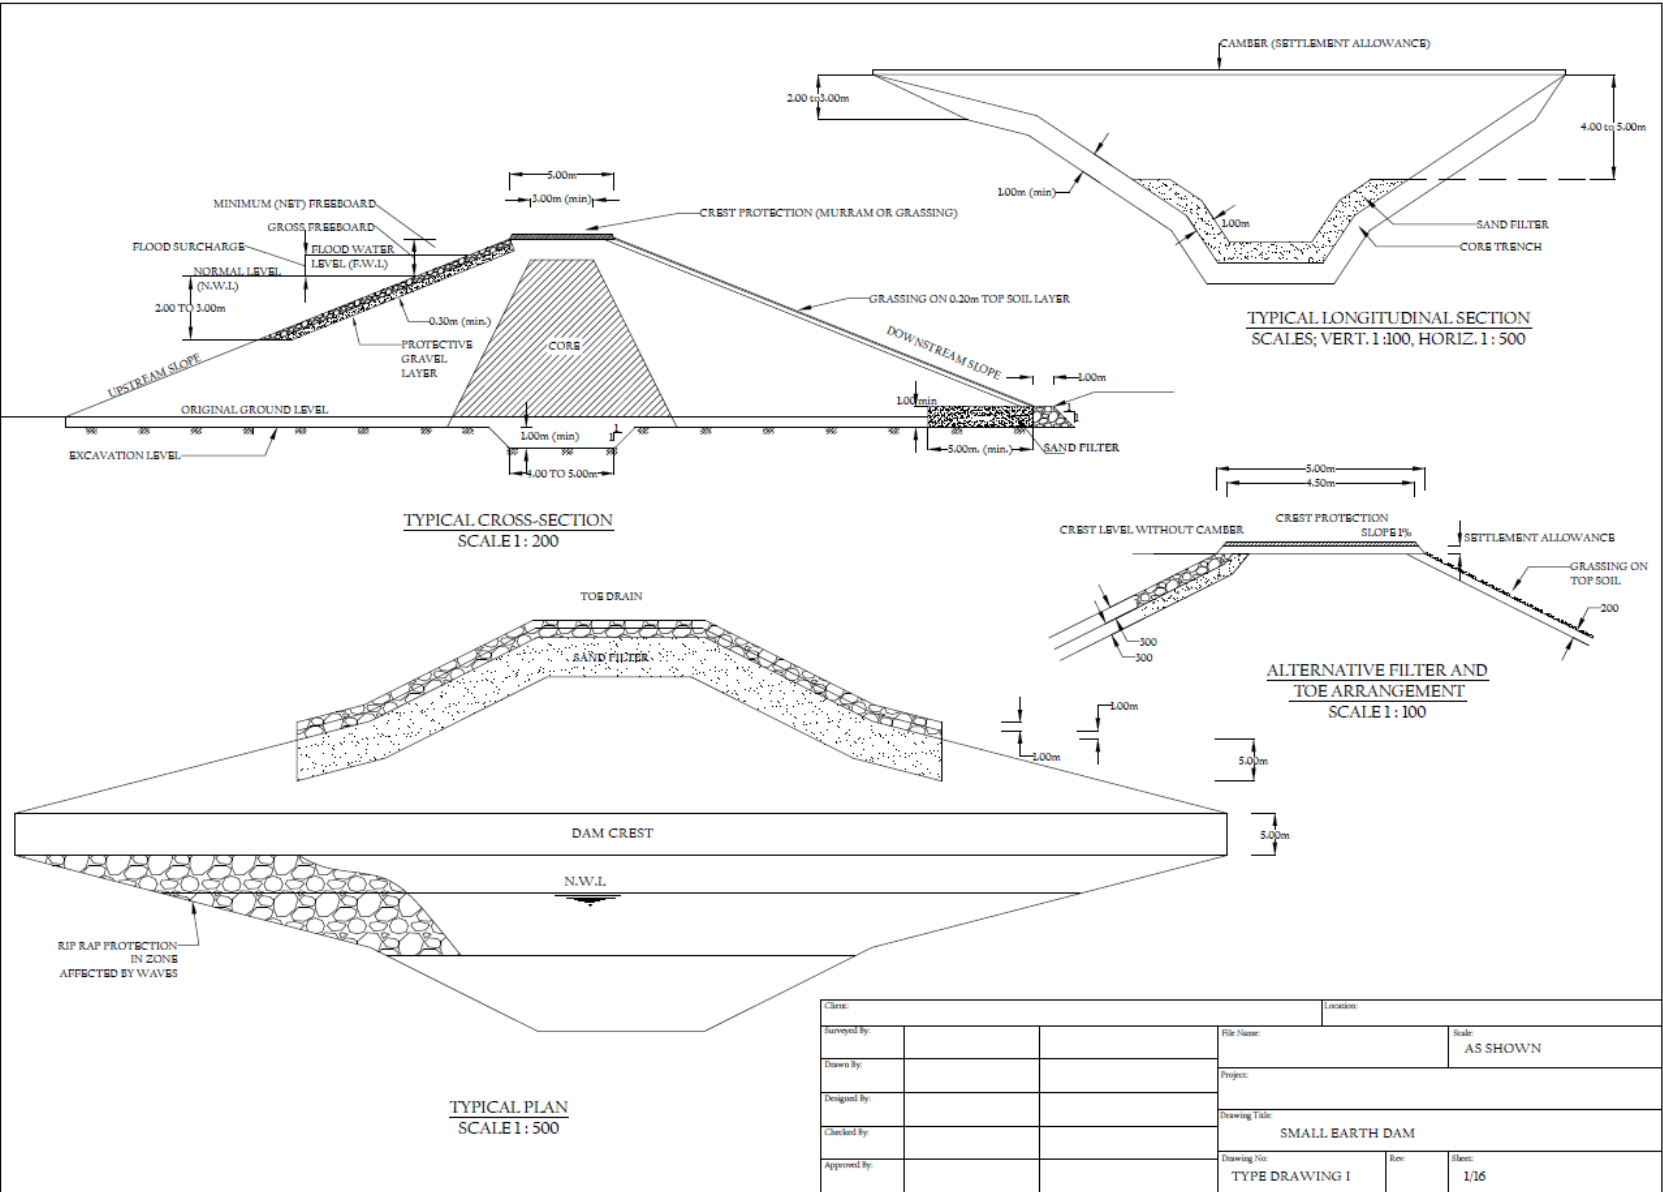 CAMBER (SETTLEMENT ALLOWANCE)
2.00 to3.00m
4.00 to 5.00m
1.00m (min)
1.00m
SAND FILTER
CORE TRENCH
TYPICAL LONGITUDINAL SECTION
SCALES; VERT. 1 :100, HORIZ. 1 : 500
5.00m
3.00m (min)
MINIMUM (NET) FREEBOARD
GROSS FREEBOARD
FLOOD SURCHARGE
FLOOD WATER
LEVEL (F.W.L)
NORMAL LEVEL
(N.W.L)
2.00 TO 3.00m
CREST PROTECTION (MURRAM OR GRASSING)
0.30m (min.)
PROTECTIVE
GRAVEL
LAYER
CORE
GRASSING ON 0.20m TOP SOIL LAYER
UPSTREAM SLOPE
DOWNSTREAM SLOPE
1.00m
1.00 min
1
1
ORIGINAL GROUND LEVEL
1.00m (min)
1
1
EXCAVATION LEVEL
4.00 TO 5.00m
5.00m. (min.)
SAND FILTER
TYPICAL CROSS-SECTION
SCALE 1 : 200
5.00m
4.50m
CREST LEVEL WITHOUT CAMBER
CREST PROTECTION
SLOPE 1%
SETTLEMENT ALLOWANCE
GRASSING ON
TOP SOIL
200
300
300
ALTERNATIVE FILTER AND
TOE ARRANGEMENT
SCALE 1 : 100
TOE DRAIN
SAND FILTER
1.00m
1.00m
5.00m
5.00m
DAM CREST
N.W.L
RIP RAP PROTECTION
IN ZONE
AFFECTED BY WAVES
TYPICAL PLAN
SCALE 1 : 500
Client:
Location:
Surveyed By:
File Name:
Scale:
AS SHOWN
Drawn By:
Project:
Designed By:
Drawing Title:
SMALL EARTH DAM
Checked By:
Approved By:
Drawing No:
TYPE DRAWING I
Rev:
Sheet:
1/16